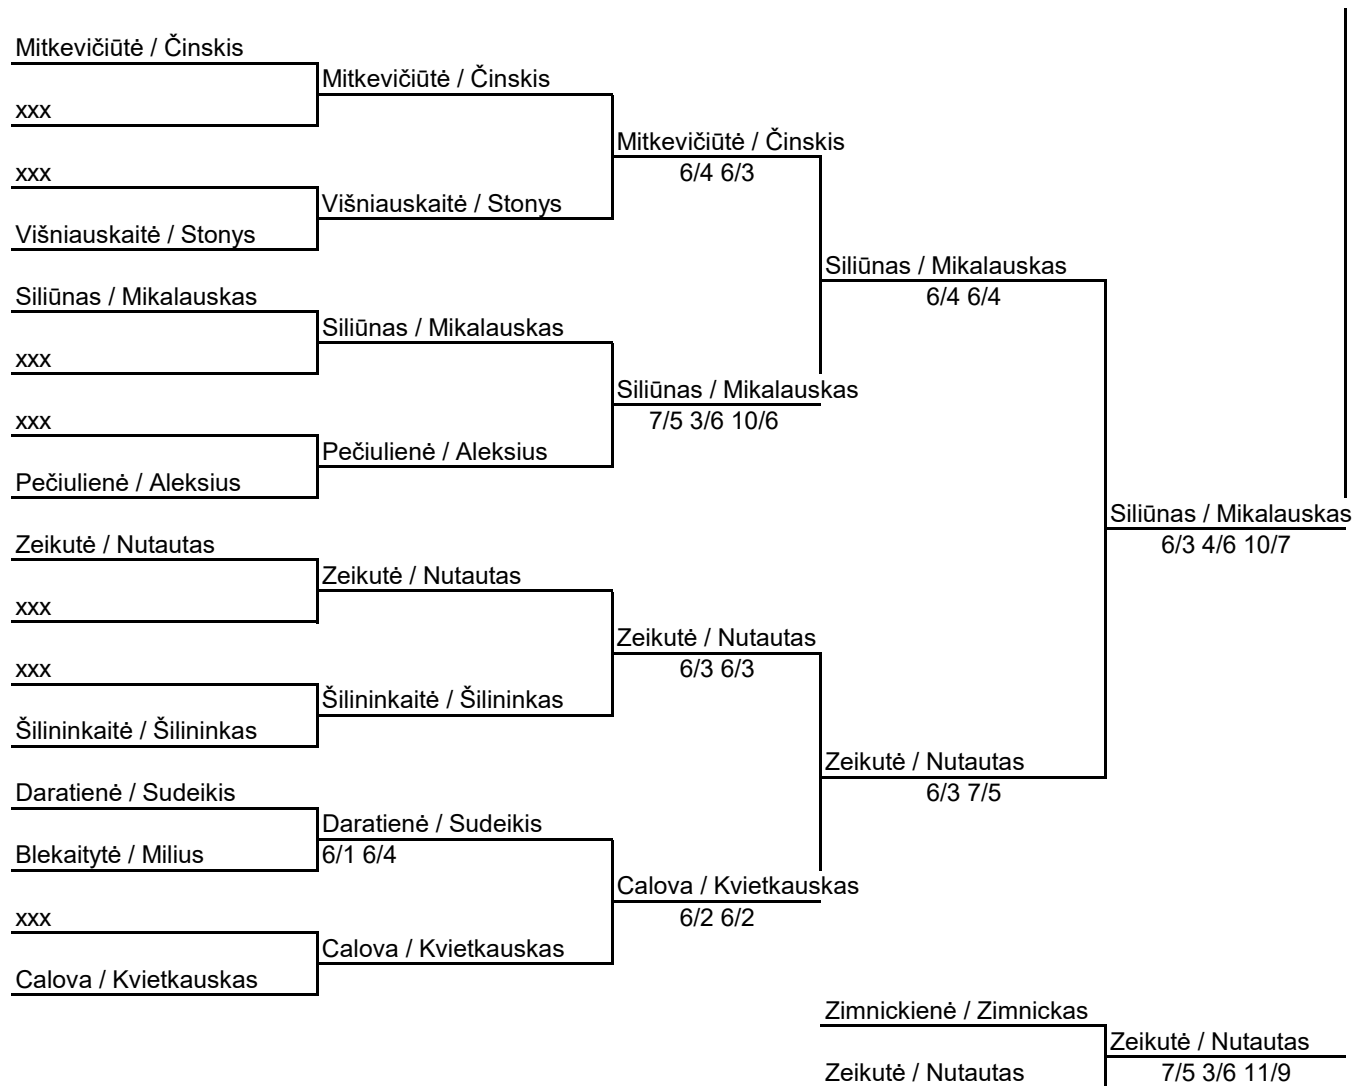 Mitkevičiūtė / Činskis
Mitkevičiūtė / Činskis
xxx
Mitkevičiūtė / Činskis
xxx
6/4 6/3
Višniauskaitė / Stonys
Višniauskaitė / Stonys
Siliūnas / Mikalauskas
Siliūnas / Mikalauskas
6/4 6/4
Siliūnas / Mikalauskas
xxx
Siliūnas / Mikalauskas
xxx
7/5 3/6 10/6
Pečiulienė / Aleksius
Pečiulienė / Aleksius
Siliūnas / Mikalauskas
Zeikutė / Nutautas
6/3 4/6 10/7
Zeikutė / Nutautas
xxx
Zeikutė / Nutautas
xxx
6/3 6/3
Šilininkaitė / Šilininkas
Šilininkaitė / Šilininkas
Zeikutė / Nutautas
Daratienė / Sudeikis
6/3 7/5
Daratienė / Sudeikis
Blekaitytė / Milius
6/1 6/4
Calova / Kvietkauskas
xxx
6/2 6/2
Calova / Kvietkauskas
Calova / Kvietkauskas
Zimnickienė / Zimnickas
Zeikutė / Nutautas
Zeikutė / Nutautas
7/5 3/6 11/9